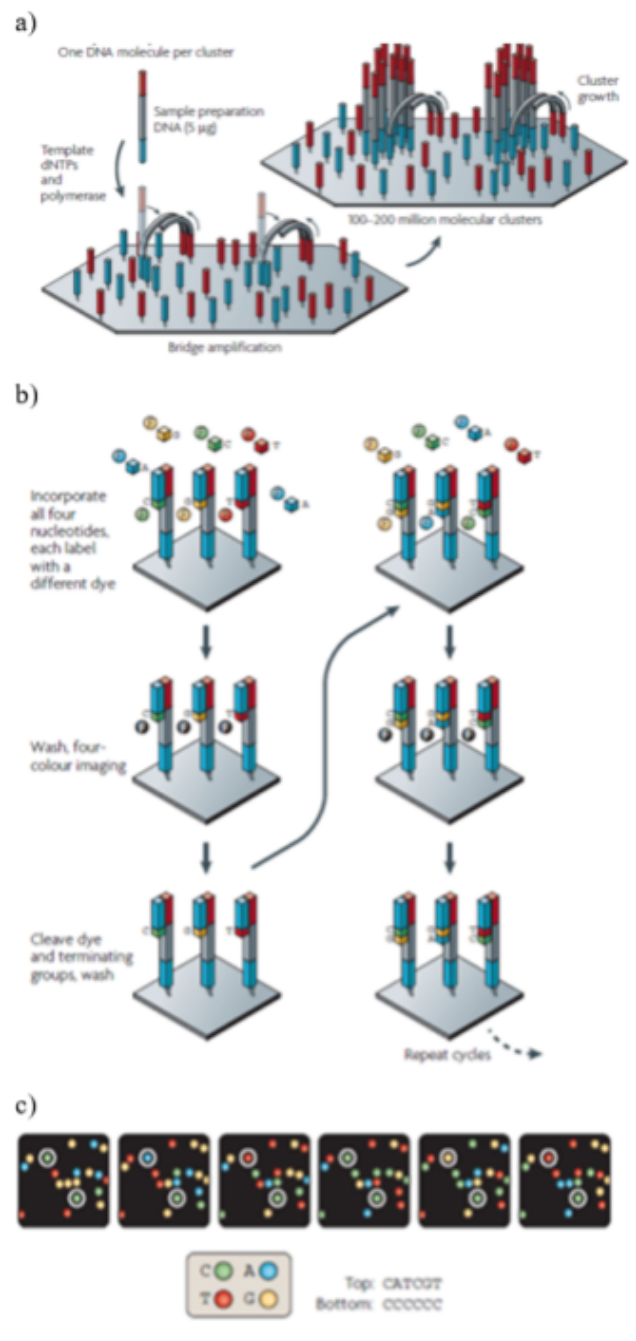 a)
One DNA molecule per cluster
Sample preparation
DNA (5 µg)
Template
dNTPs
and
polymerase
Cluster
growth
100–200 million molecular clusters
Bridge amplification
b)
G
C
T
A
A
Incorporate
all four
nucleotides,
each label
with a
different dye
C
G
T
G
C
A
T
Wash, four-
colour imaging
Cleave dye
and terminating
groups, wash
C
G
T
Repeat cycles
c)
C A
T G
Top: CATCGT
Bottom: CCCCCC